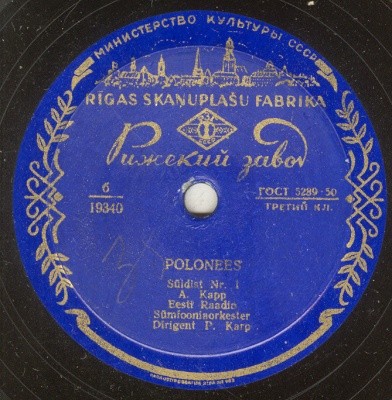 МИНИСТЕРСТВО КУЛЬТУРЫ СССР
RĪGAS SKAŅUPLAŠU FABRIKA
Рижский завод
6
19340
ГОСТ 5289-50
ТРЕТИЙ КЛ.
POLONEES
Süidist Nr. 1
A. Kapp
Eesti Raadio
Sümfooniaorkester
Dirigent P. Karp